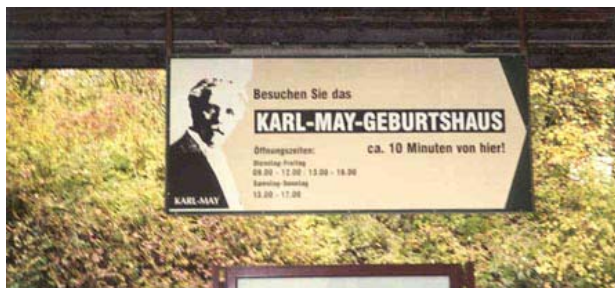 Besuchen Sie das
KARL-MAY-GEBURTSHAUS
ca. 10 Minuten von hier!
Öffnungszeiten:
Dienstag-Freitag
09.00 - 12.00 / 13.00 - 16.00
Samstag-Sonntag
13.00 - 17.00
KARL-MAY